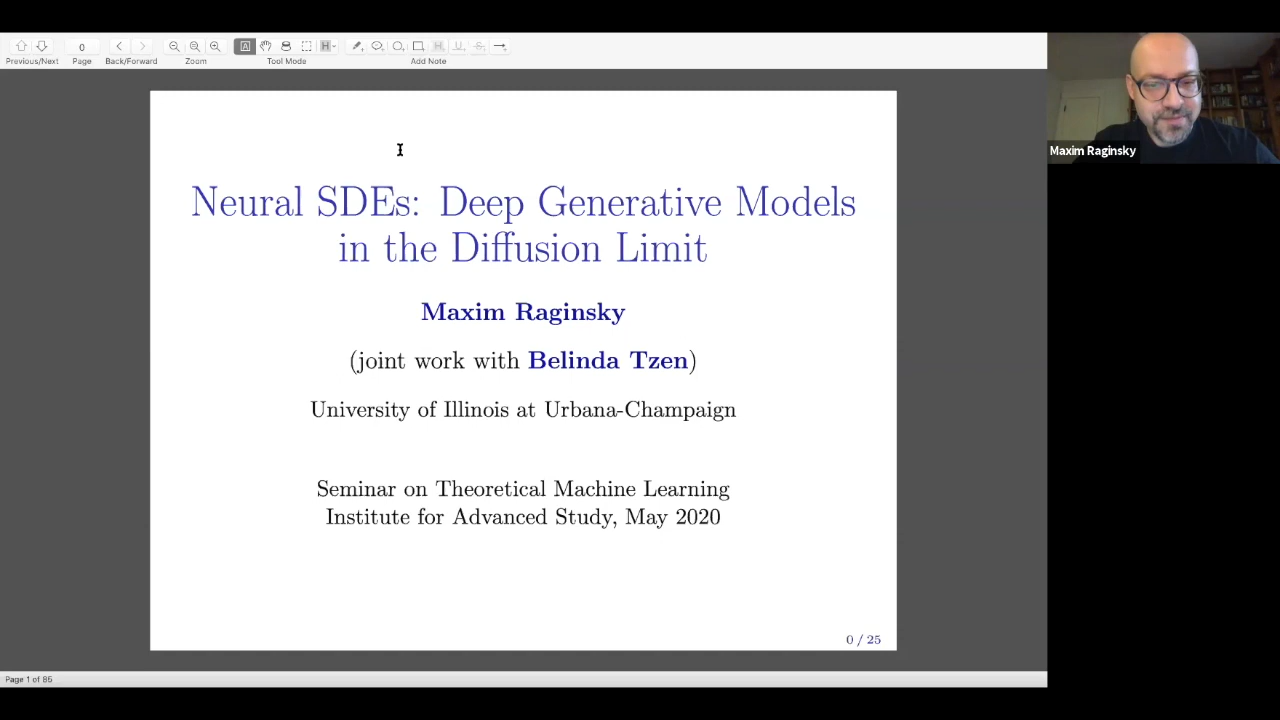 0
Previous/Next Page Back/Forward Zoom Tool Mode Add Note
Maxim Raginsky
Neural SDEs: Deep Generative Models
in the Diffusion Limit
Maxim Raginsky
(joint work with Belinda Tzen)
University of Illinois at Urbana-Champaign
Seminar on Theoretical Machine Learning
Institute for Advanced Study, May 2020
0 / 25
Page 1 of 85